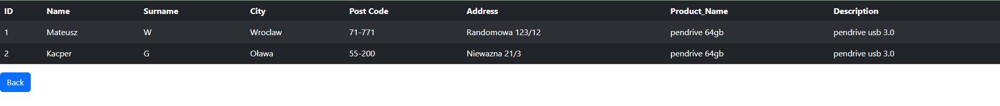 ID Name Surname City Post Code Address Product_Name Description
1 Mateusz W Wroclaw 71-771 Randomowa 123/12 pendrive 64gb pendrive usb 3.0
2 Kacper G Oława 55-200 Niewazna 21/3 pendrive 64gb pendrive usb 3.0
Back